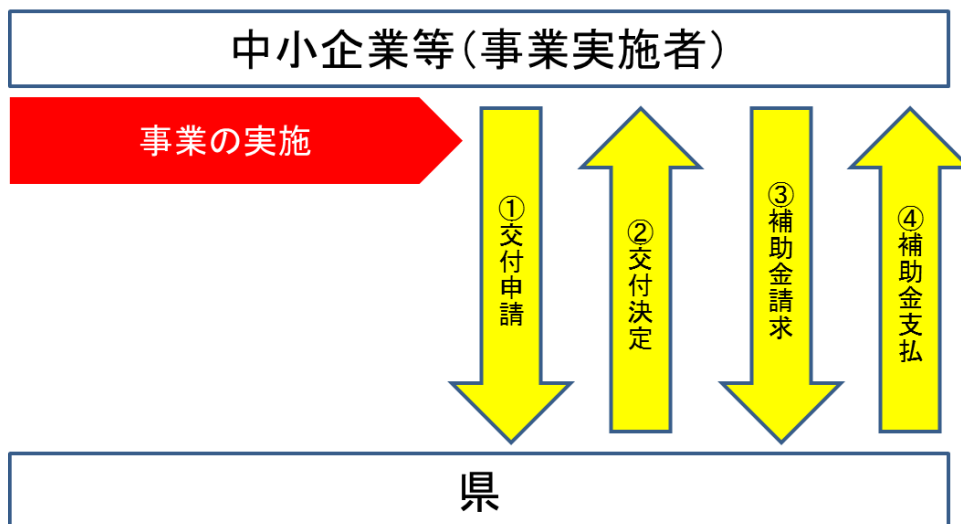 中小企業等(事業実施者)
事業の実施
①交付申請
②交付決定
③補助金請求
④補助金支払
県